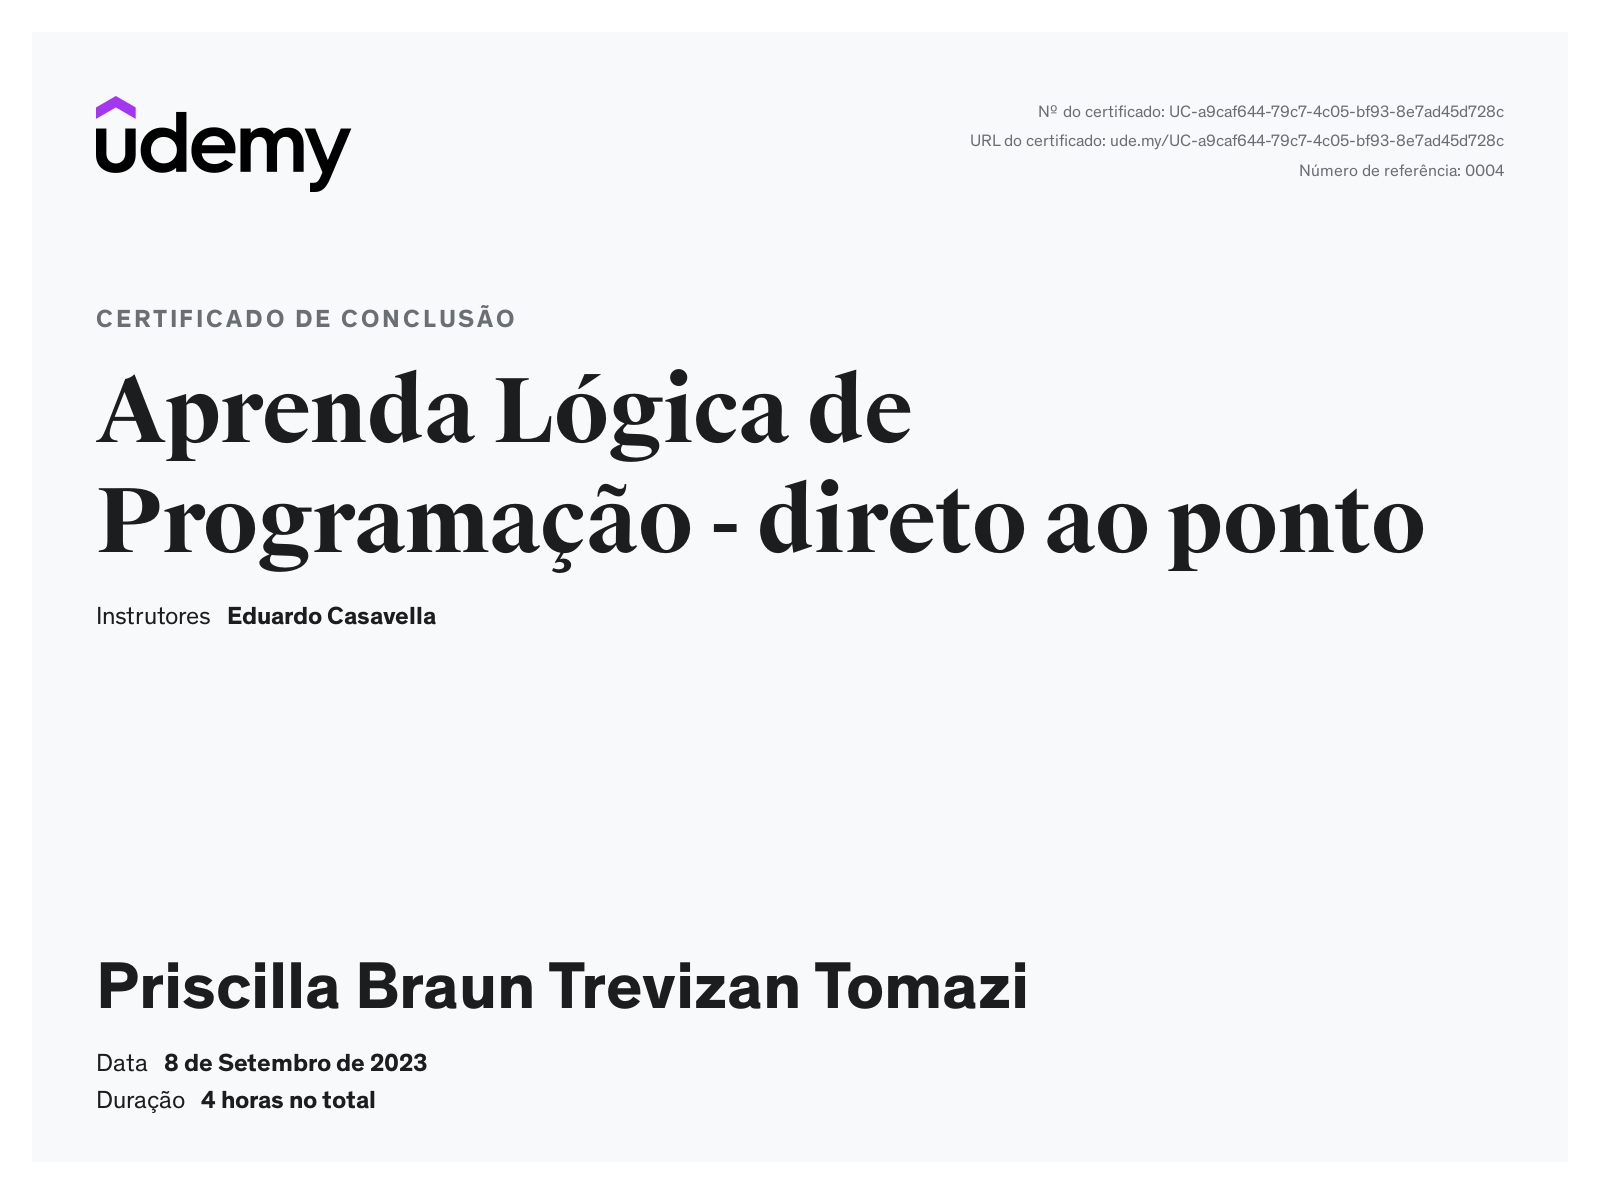 udemy
Nº do certificado: UC-a9caf644-79c7-4c05-bf93-8e7ad45d728c
URL do certificado: ude.my/UC-a9caf644-79c7-4c05-bf93-8e7ad45d728c
Número de referência: 0004
CERTIFICADO DE CONCLUSÃO
Aprenda Lógica de
Programação - direto ao ponto
Instrutores Eduardo Casavella
Priscilla Braun Trevizan Tomazi
Data 8 de Setembro de 2023
Duração 4 horas no total